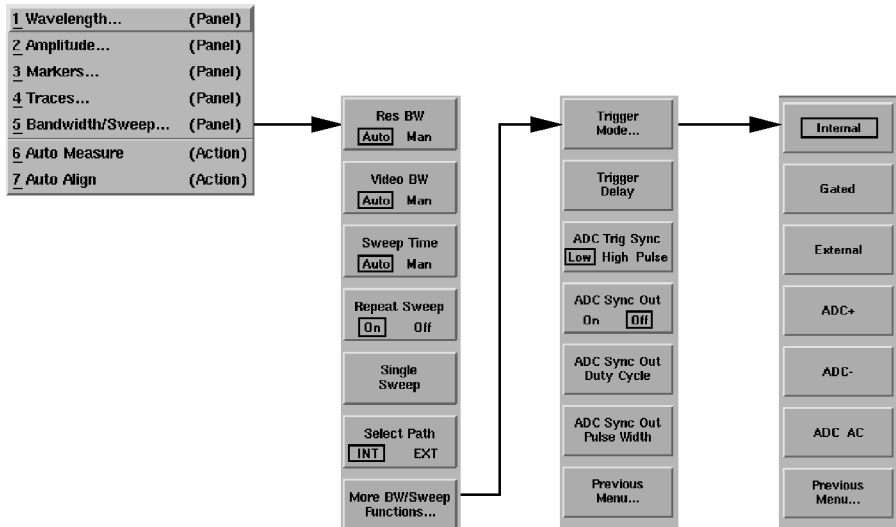 1 Wavelength... (Panel)
2 Amplitude... (Panel)
3 Markers... (Panel)
4 Traces... (Panel)
5 Bandwidth/Sweep... (Panel)
6 Auto Measure (Action)
7 Auto Align (Action)
Res BW
Auto Man
Video BW
Auto Man
Sweep Time
Auto Man
Repeat Sweep
On Off
Single
Sweep
Select Path
INT EXT
More BW/Sweep
Functions...
Trigger
Mode...
Trigger
Delay
ADC Trig Sync
Low High Pulse
ADC Sync Out
On Off
ADC Sync Out
Duty Cycle
ADC Sync Out
Pulse Width
Previous
Menu...
Internal
Gated
External
ADC+
ADC-
ADC AC
Previous
Menu...